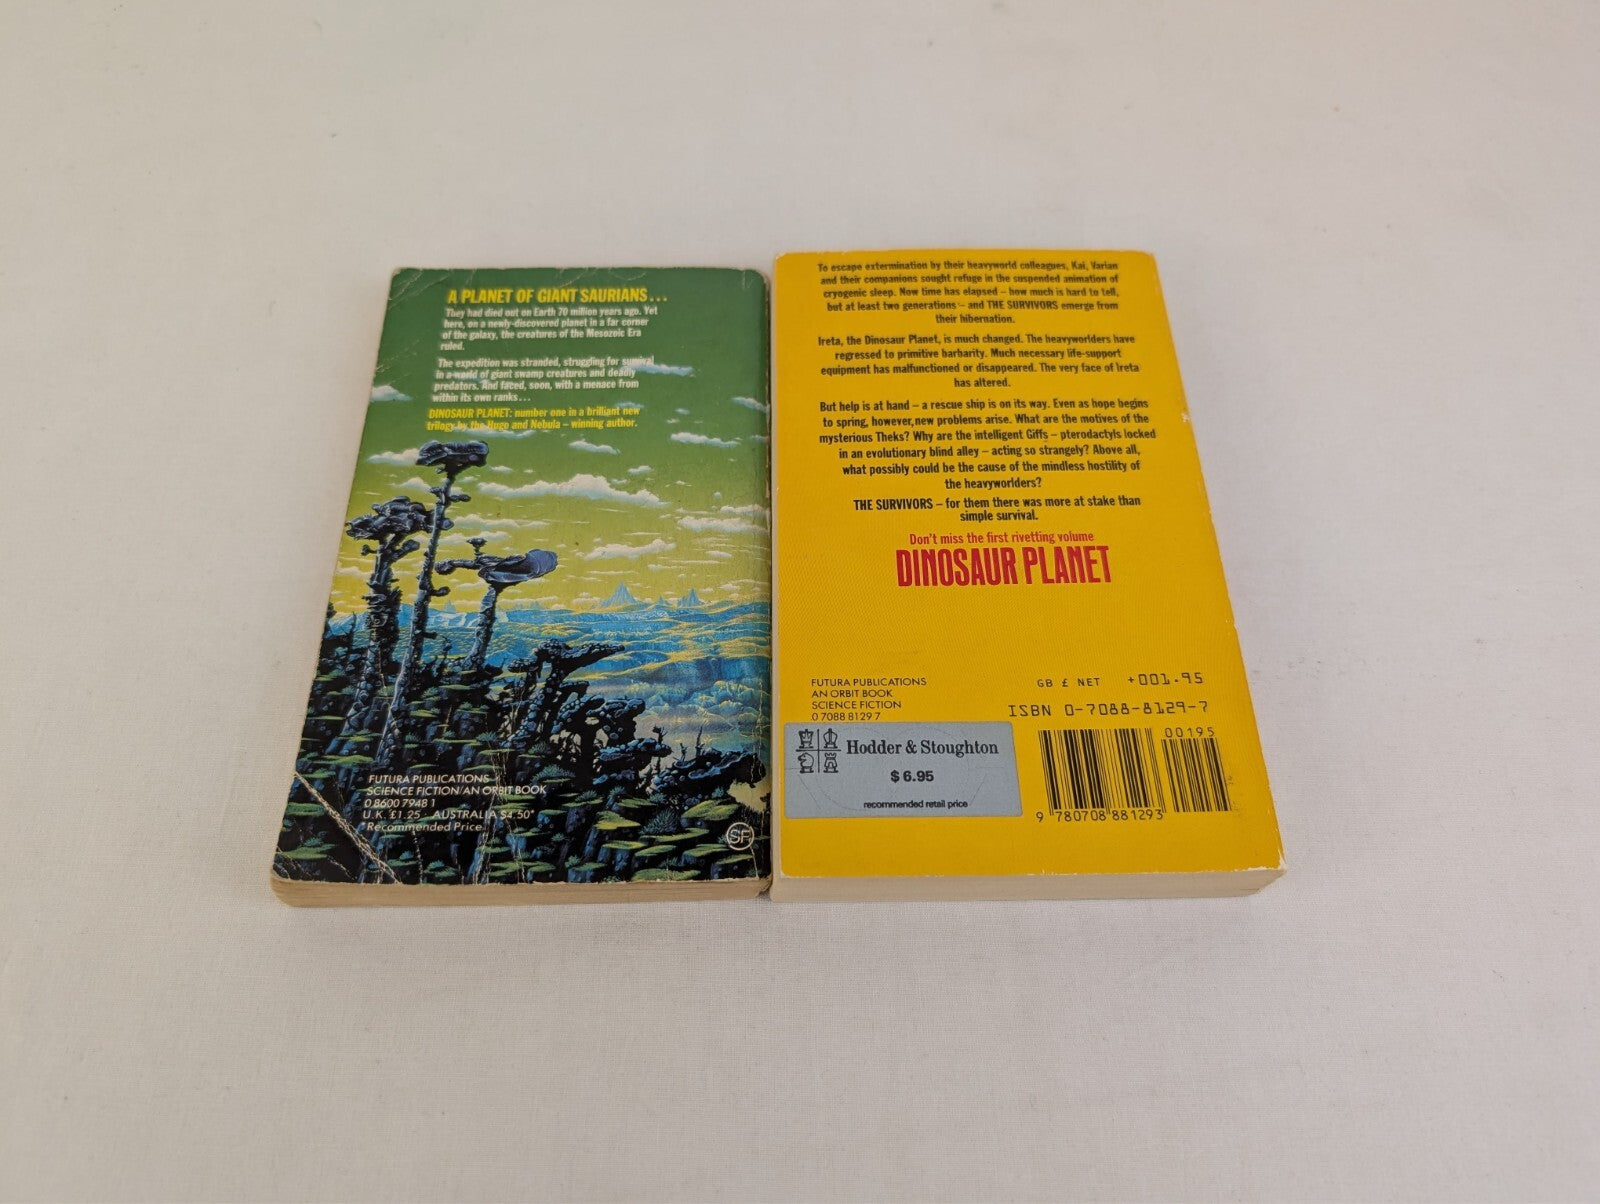 A PLANET OF GIANT SAURIANS...
They had died out on Earth 70 million years ago. Yet
here, on a newly-discovered planet in a far corner
of the galaxy, the creatures of the Mesozoic Era
ruled.
The expedition was stranded, struggling for survival
in a world of giant swamp creatures and deadly
predators. And faced, soon, with a menace from
within its own ranks...
DINOSAUR PLANET: number one in a brilliant new
trilogy by the Hugo and Nebula – winning author.
FUTURA PUBLICATIONS
SCIENCE FICTION/AN ORBIT BOOK
0 8600 7948 1
U.K. £1.25 · AUSTRALIA $4.50*
*Recommended Price
SF
To escape extermination by their heavyworld colleagues, Kai, Varian
and their companions sought refuge in the suspended animation of
cryogenic sleep. Now time has elapsed – how much is hard to tell,
but at least two generations – and THE SURVIVORS emerge from
their hibernation.
Ireta, the Dinosaur Planet, is much changed. The heavyworlders have
regressed to primitive barbarity. Much necessary life-support
equipment has malfunctioned or disappeared. The very face of Ireta
has altered.
But help is at hand – a rescue ship is on its way. Even as hope begins
to spring, however,new problems arise. What are the motives of the
mysterious Theks? Why are the intelligent Giffs – pterodactyls locked
in an evolutionary blind alley – acting so strangely? Above all,
what possibly could be the cause of the mindless hostility of
the heavyworlders?
THE SURVIVORS – for them there was more at stake than
simple survival.
Don't miss the first rivetting volume
DINOSAUR PLANET
FUTURA PUBLICATIONS
AN ORBIT BOOK
SCIENCE FICTION
0 7088 8129 7
GB £ NET +001.95
ISBN 0-7088-8129-7
00195
9 780708 881293
Hodder & Stoughton
$ 6.95
recommended retail price